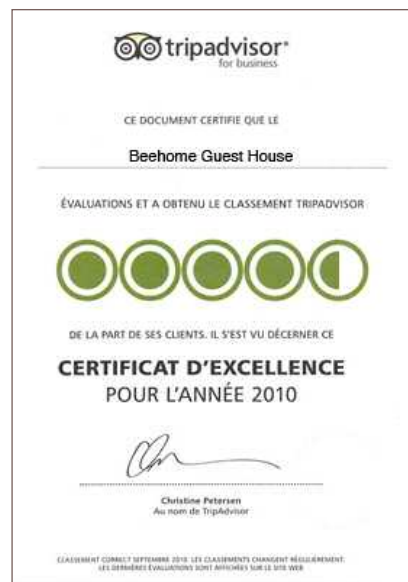 tripadvisor®
for business
CE DOCUMENT CERTIFIE QUE LE
Beehome Guest House
ÉVALUATIONS ET A OBTENU LE CLASSEMENT TRIPADVISOR
DE LA PART DE SES CLIENTS. IL S'EST VU DÉCERNER CE
CERTIFICAT D'EXCELLENCE
POUR L'ANNÉE 2010
Christine Petersen
Au nom de TripAdvisor
CLASSEMENT CORRECT SEPTEMBRE 2010. LES CLASSEMENTS CHANGENT RÉGULIÈREMENT.
LES DERNIÈRES ÉVALUATIONS SONT AFFICHÉES SUR LE SITE WEB